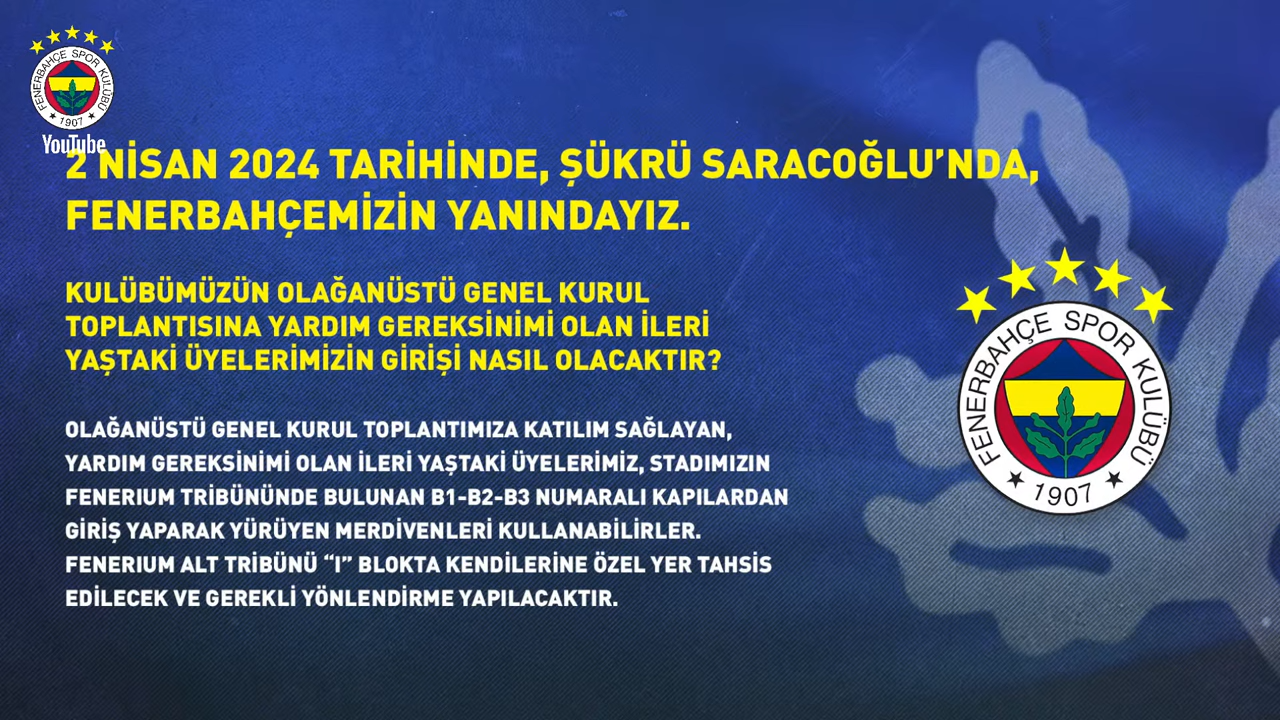 FENERBAHÇE SPOR KULÜBÜ
1907
YouTube
2 NİSAN 2024 TARİHİNDE, ŞÜKRÜ SARACOĞLU’NDA,
FENERBAHÇEMİZİN YANINDAYIZ.
KULÜBÜMÜZÜN OLAĞANÜSTÜ GENEL KURUL
TOPLANTISINA YARDIM GEREKSİNİMİ OLAN İLERİ
YAŞTAKİ ÜYELERİMİZİN GİRİŞİ NASIL OLACAKTIR?
OLAĞANÜSTÜ GENEL KURUL TOPLANTIMIZA KATILIM SAĞLAYAN,
YARDIM GEREKSİNİMİ OLAN İLERİ YAŞTAKİ ÜYELERİMİZ, STADIMIZIN
FENERIUM TRİBÜNÜNDE BULUNAN B1-B2-B3 NUMARALI KAPILARDAN
GİRİŞ YAPARAK YÜRÜYEN MERDİVENLERİ KULLANABİLİRLER.
FENERIUM ALT TRİBÜNÜ “I” BLOKTA KENDİLERİNE ÖZEL YER TAHSİS
EDİLECEK VE GEREKLİ YÖNLENDİRME YAPILACAKTIR.
FENERBAHÇE SPOR KULÜBÜ
1907